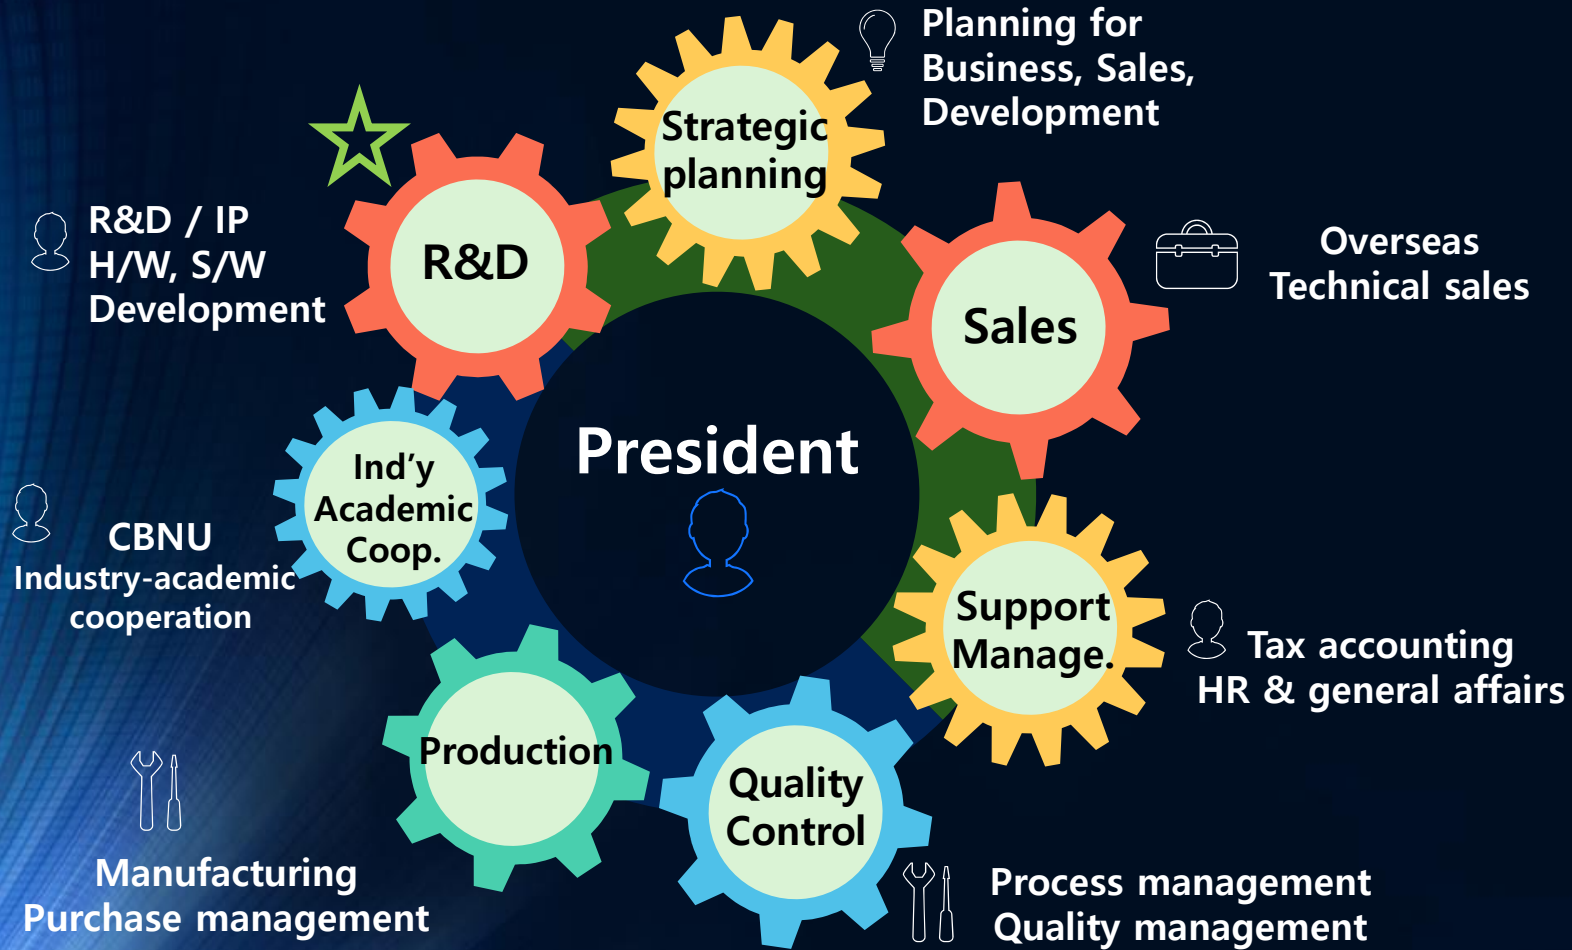 Planning for
Business, Sales,
Development
Strategic
planning
R&D / IP
H/W, S/W
Development
R&D
Sales
Overseas
Technical sales
President
Ind’y
Academic
Coop.
CBNU
Industry-academic
cooperation
Support
Manage.
Tax accounting
HR & general affairs
Production
Manufacturing
Purchase management
Quality
Control
Process management
Quality management